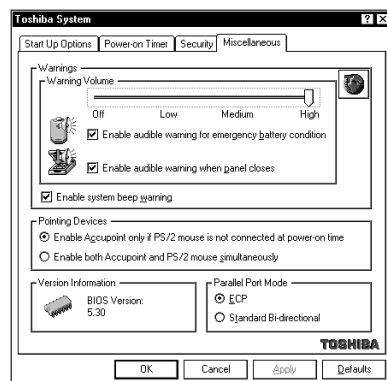 Toshiba System
Start Up Options Power-on Timer Security Miscellaneous
Warnings
Warning Volume
Off Low Medium High
Enable audible warning for emergency battery condition
Enable audible warning when panel closes
Enable system beep warning
Pointing Devices
Enable Accupoint only if PS/2 mouse is not connected at power-on time
Enable both Accupoint and PS/2 mouse simultaneously
Version Information
BIOS Version:
5.30
Parallel Port Mode
ECP
Standard Bi-directional
TOSHIBA
OK Cancel Apply Defaults